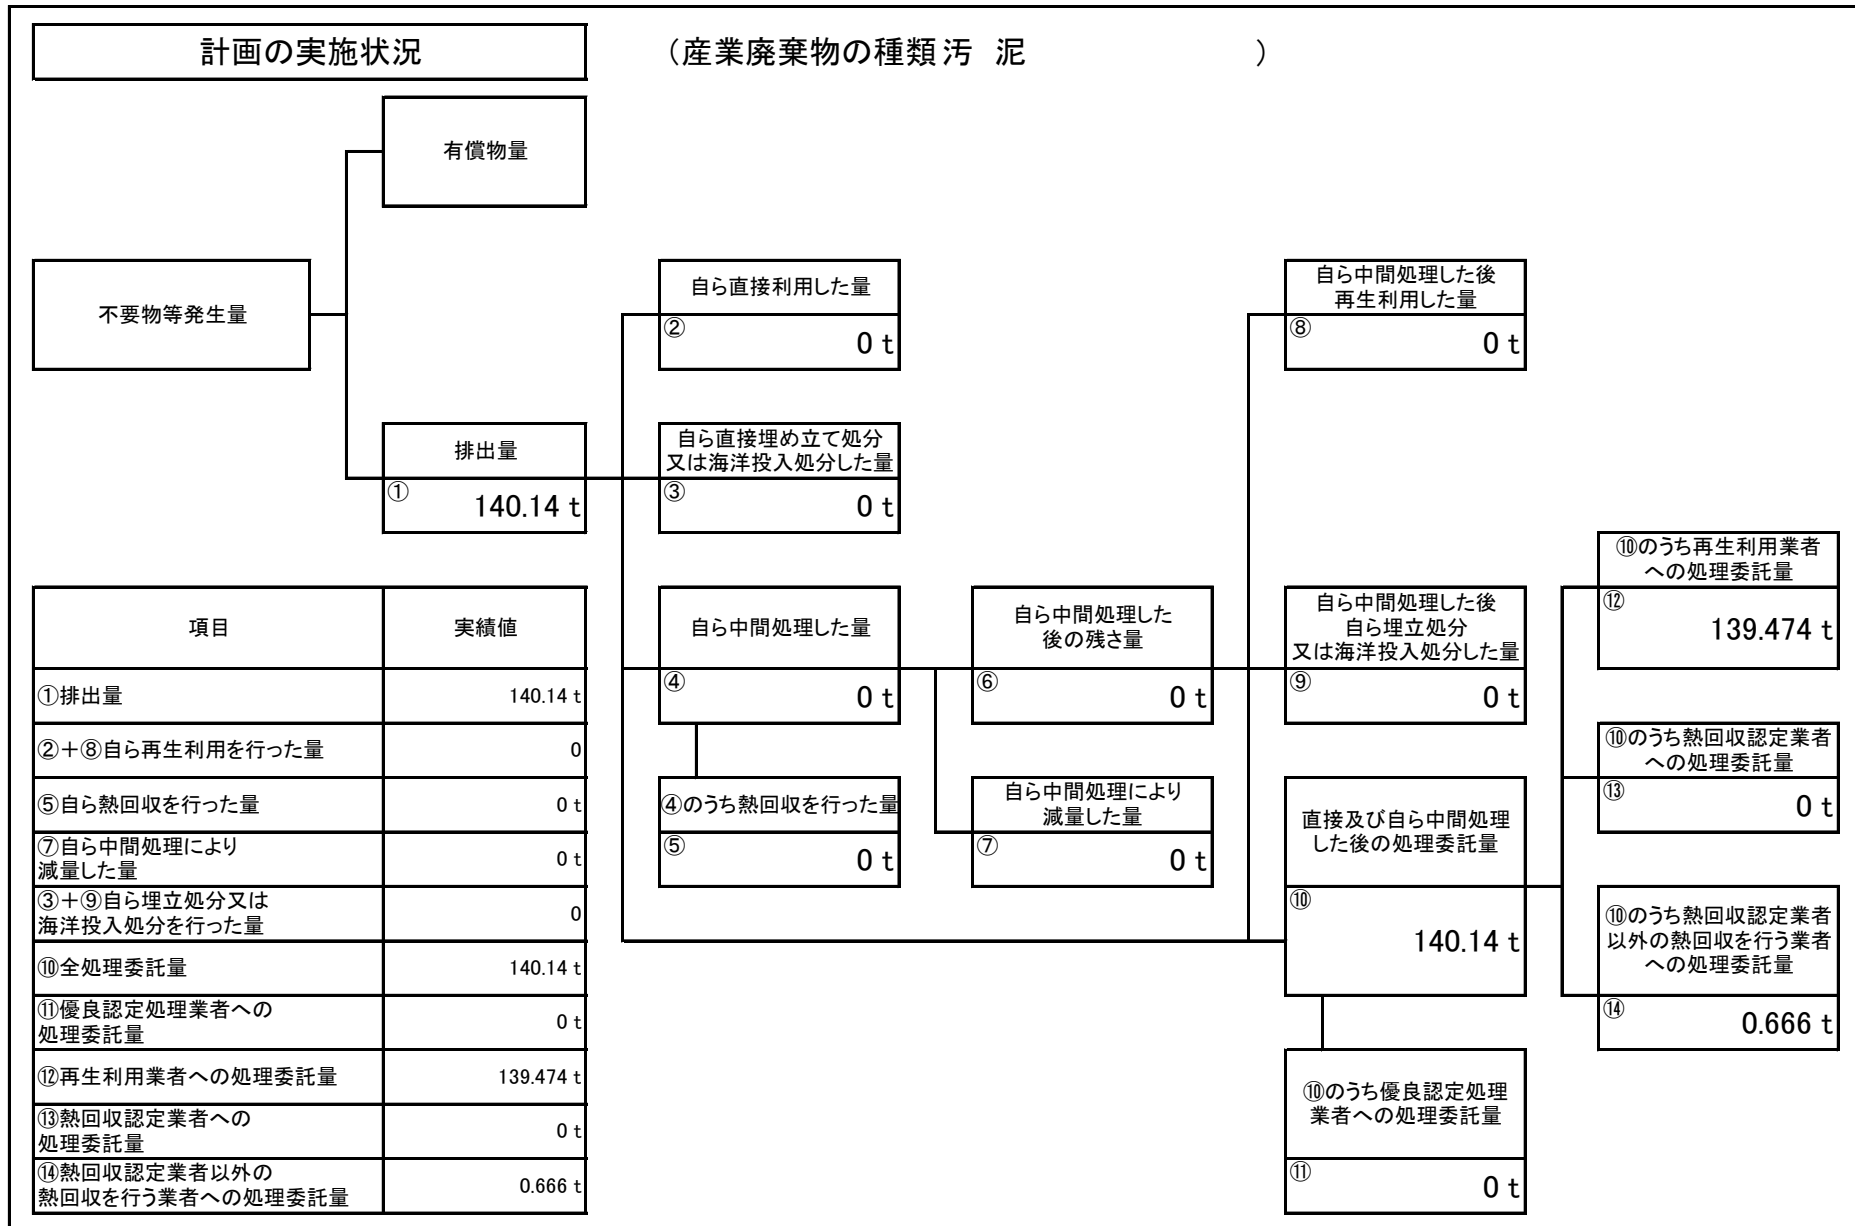 計画の実施状況
（産業廃棄物の種類 汚　泥　　　　　　　）
有償物量
不要物等発生量
自ら直接利用した量
②
0 t
自ら中間処理した後
再生利用した量
⑧
0 t
排出量
①
140.14 t
自ら直接埋め立て処分
又は海洋投入処分した量
③
0 t
項目
実績値
①排出量
140.14 t
②＋⑧自ら再生利用を行った量
0
⑤自ら熱回収を行った量
0 t
⑦自ら中間処理により
減量した量
0 t
③＋⑨自ら埋立処分又は
海洋投入処分を行った量
0
⑩全処理委託量
140.14 t
⑪優良認定処理業者への
処理委託量
0 t
⑫再生利用業者への処理委託量
139.474 t
⑬熱回収認定業者への
処理委託量
0 t
⑭熱回収認定業者以外の
熱回収を行う業者への処理委託量
0.666 t
自ら中間処理した量
④
0 t
④のうち熱回収を行った量
⑤
0 t
自ら中間処理した
後の残さ量
⑥
0 t
自ら中間処理により
減量した量
⑦
0 t
自ら中間処理した後
自ら埋立処分
又は海洋投入処分した量
⑨
0 t
直接及び自ら中間処理
した後の処理委託量
⑩
140.14 t
⑩のうち優良認定処理
業者への処理委託量
⑪
0 t
⑩のうち再生利用業者
への処理委託量
⑫
139.474 t
⑩のうち熱回収認定業者
への処理委託量
⑬
0 t
⑩のうち熱回収認定業者
以外の熱回収を行う業者
への処理委託量
⑭
0.666 t